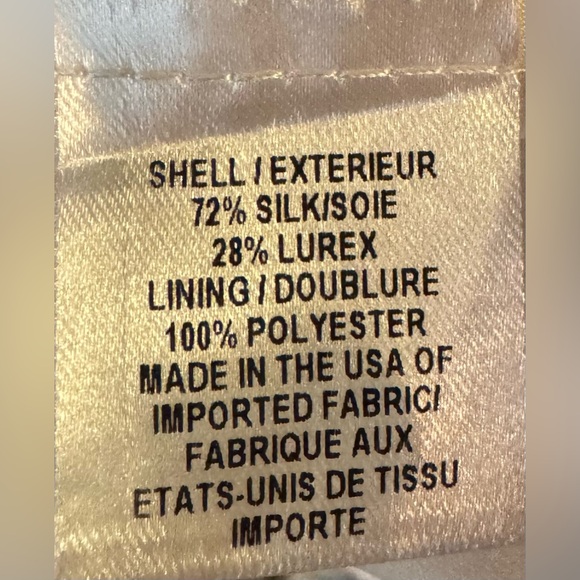 SHELL / EXTERIEUR
72% SILK/SOIE
28% LUREX
LINING / DOUBLURE
100% POLYESTER
MADE IN THE USA OF
IMPORTED FABRIC/
FABRIQUE AUX
ETATS-UNIS DE TISSU
IMPORTE